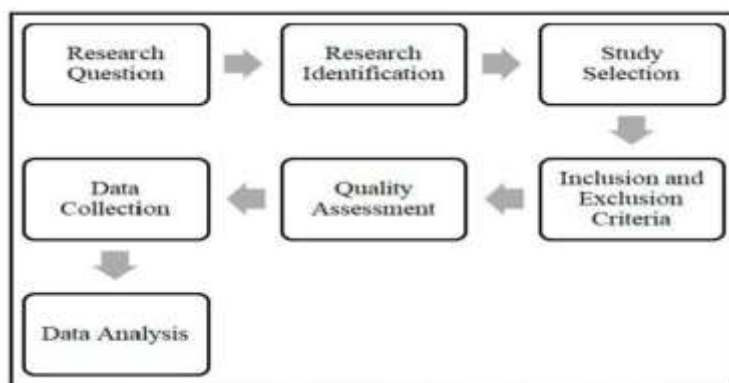 Research
Question
Research
Identification
Study
Selection
Inclusion and
Exclusion
Criteria
Quality
Assessment
Data
Collection
Data Analysis